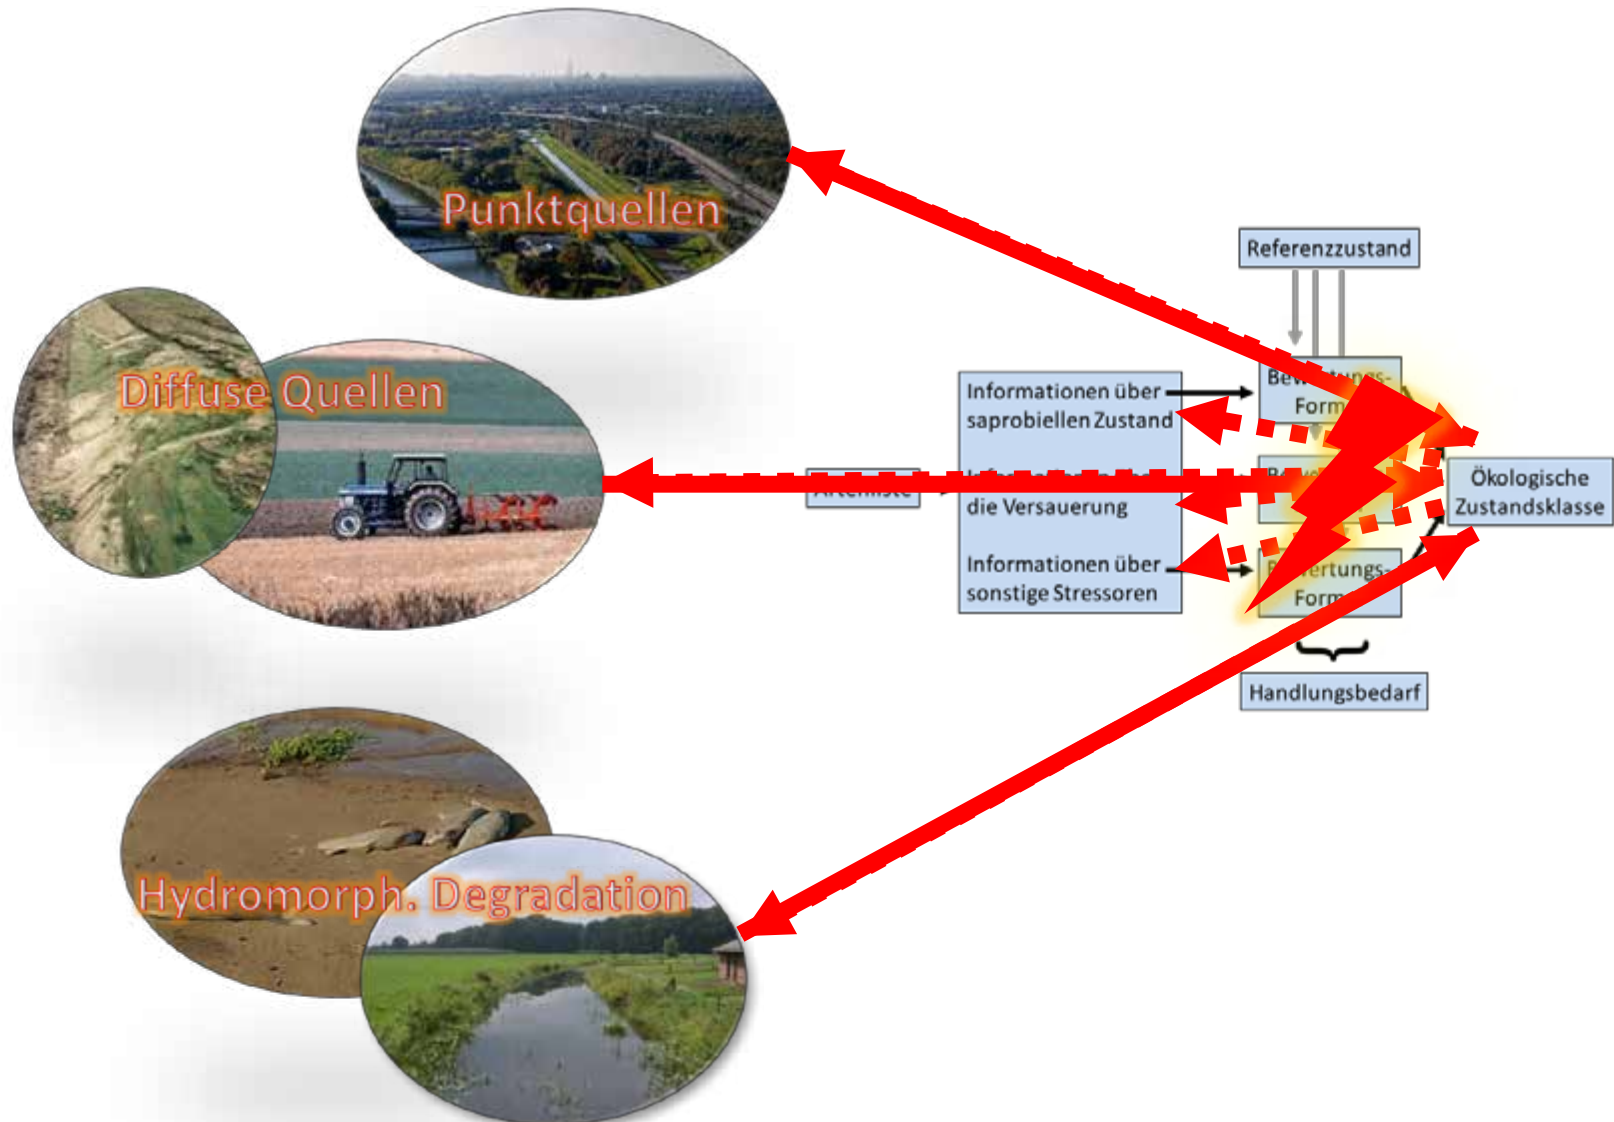 Punktquellen
Diffuse Quellen
Hydromorph. Degradation
Referenzzustand
Informationen über
saprobiellen Zustand
die Versauerung
Informationen über
sonstige Stressoren
Ökologische
Zustandsklasse
Handlungsbedarf